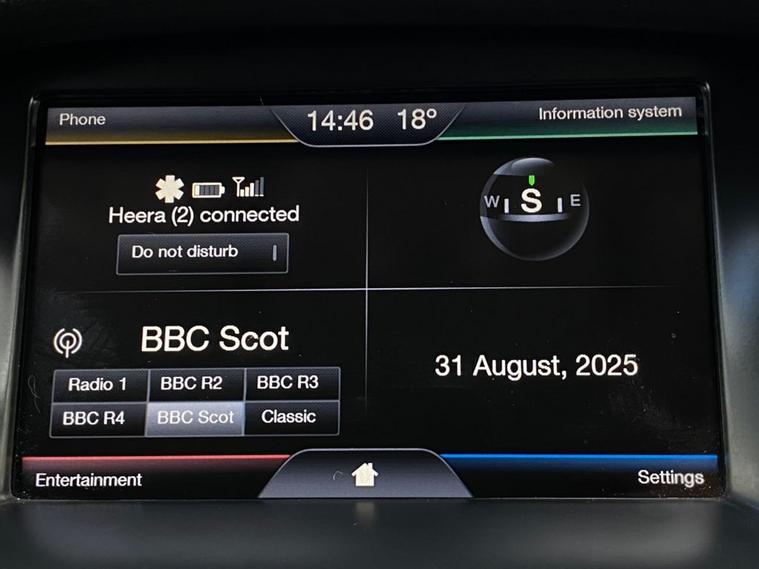 Phone 14:46 18º Information system
Heera (2) connected
Do not disturb
W S E
BBC Scot
Radio 1 BBC R2 BBC R3
BBC R4 BBC Scot Classic
31 August, 2025
Entertainment Settings